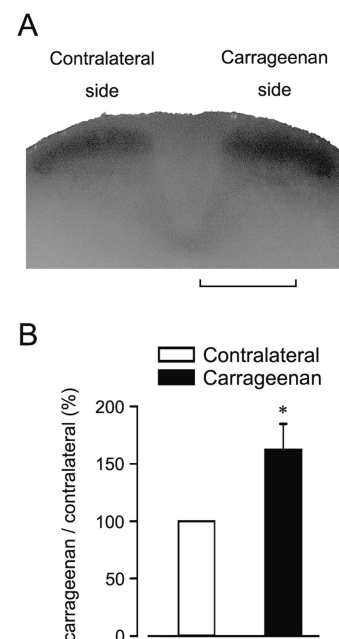 A
Contralateral
side
Carrageenan
side
B
Contralateral
Carrageenan
carrageenan / contralateral (%)
200
*
150
100
50
0